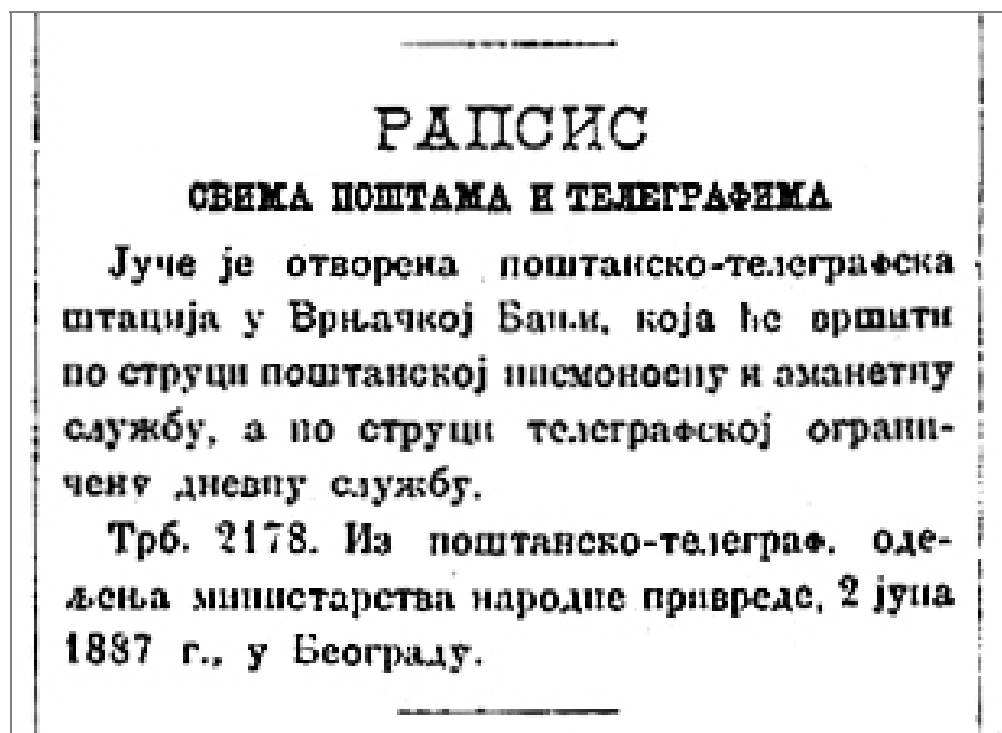 РАПСИС
СВИМА ПОШТАМА И ТЕЛЕГРАФИМА
Јуче је отворена поштанско-телеграфска
штација у Врњачкој Бањи, која ће вршити
по струци поштанској писмоносну и аманетну
службу, а по струци телеграфској ограни-
чену дневну службу.
Трб. 2178. Из поштанско-телеграф. оде-
љења министарства народне привреде, 2 јуна
1887 г., у Београду.